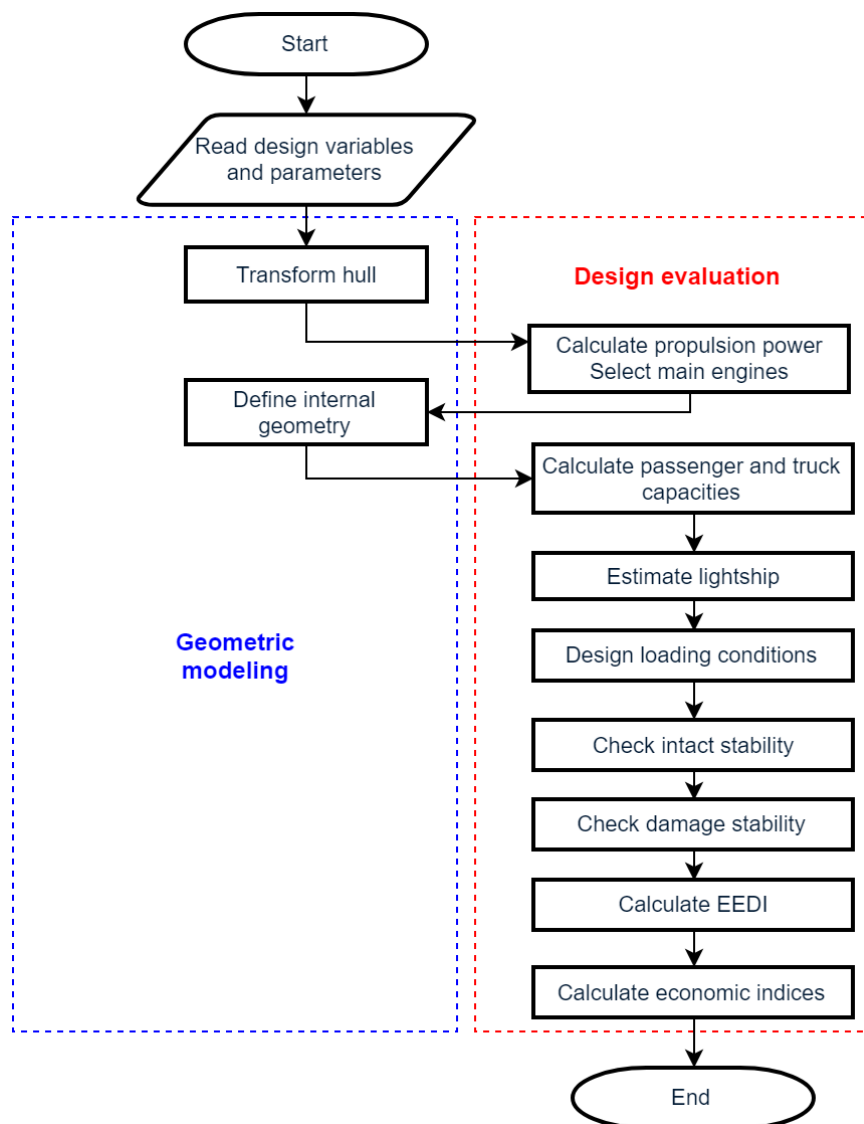 Start
Read design variables
and parameters
Transform hull
Design evaluation
Calculate propulsion power
Select main engines
Define internal
geometry
Calculate passenger and truck
capacities
Estimate lightship
Geometric
modeling
Design loading conditions
Check intact stability
Check damage stability
Calculate EEDI
Calculate economic indices
End